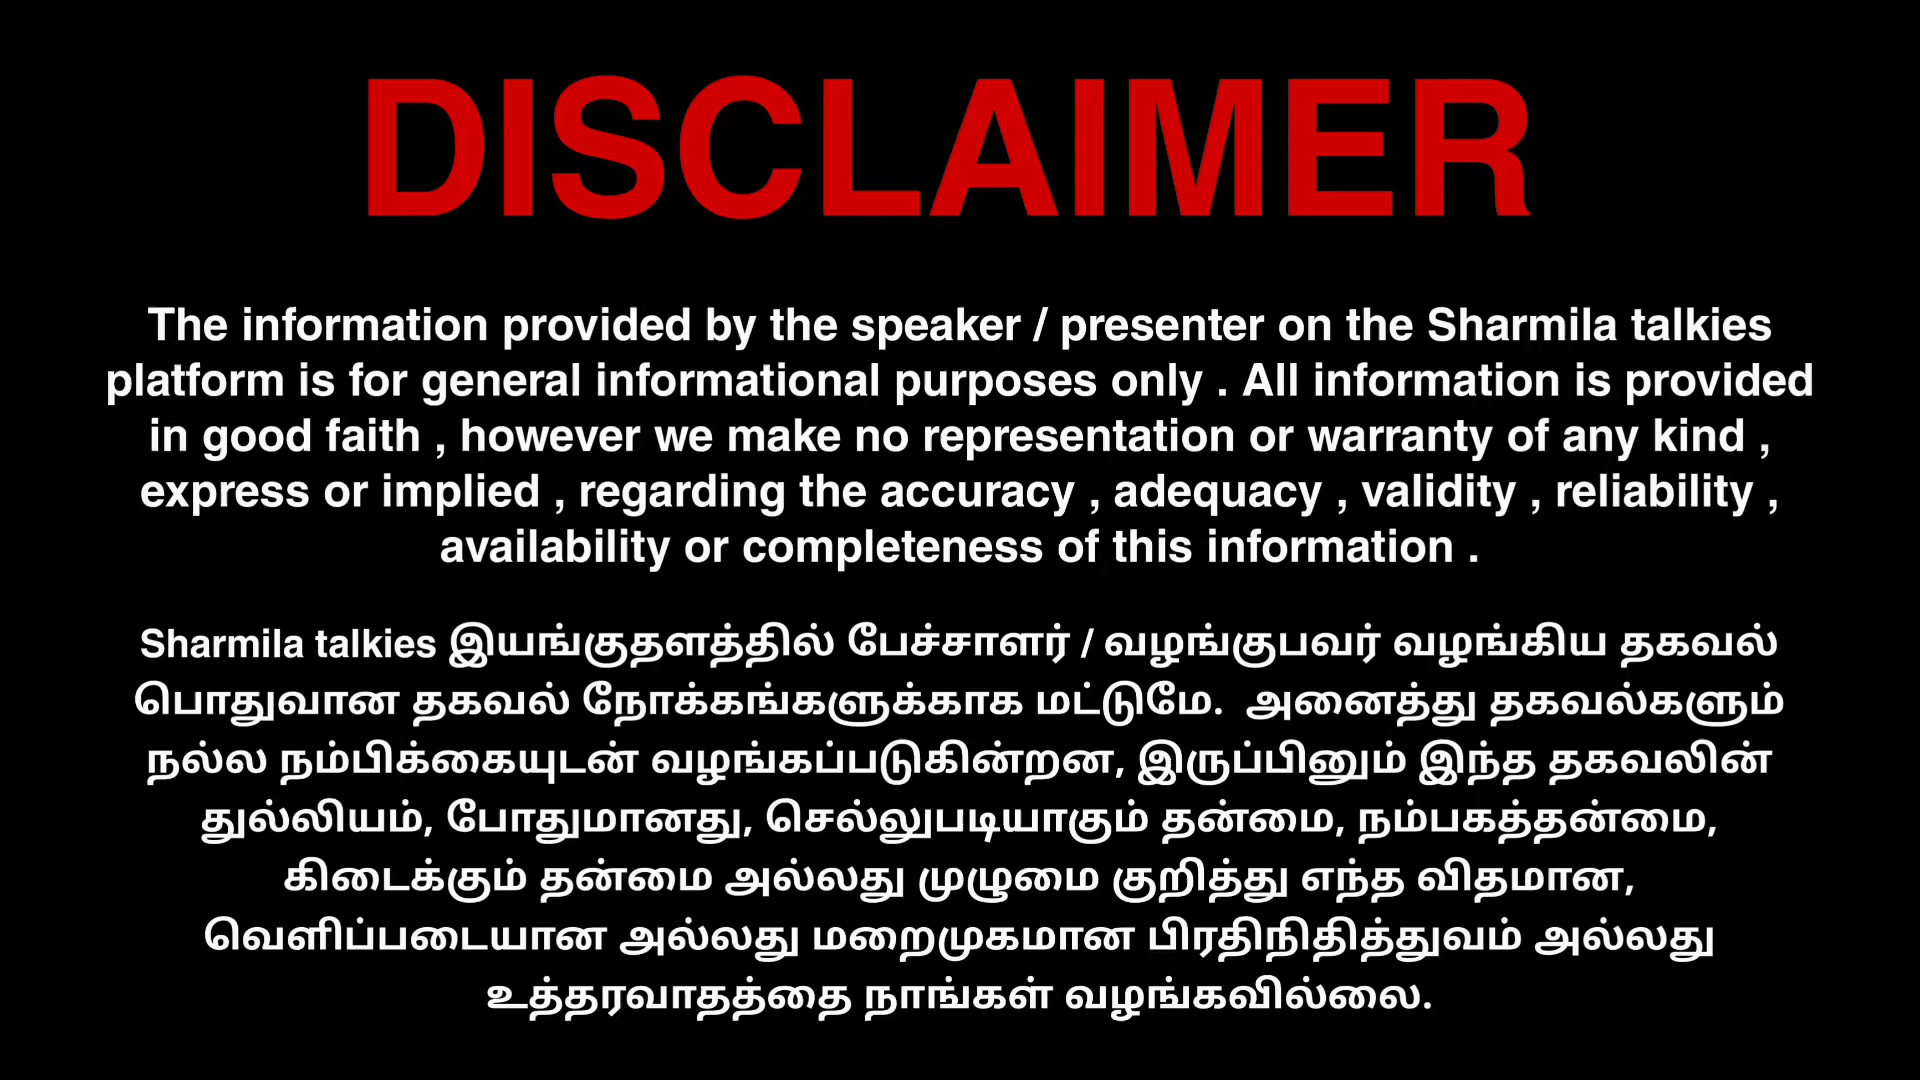 DISCLAIMER
The information provided by the speaker / presenter on the Sharmila talkies
platform is for general informational purposes only . All information is provided
in good faith , however we make no representation or warranty of any kind ,
express or implied , regarding the accuracy , adequacy , validity , reliability ,
availability or completeness of this information .
Sharmila talkies இயங்குதளத்தில் பேச்சாளர் / வழங்குபவர் வழங்கிய தகவல்
பொதுவான தகவல் நோக்கங்களுக்காக மட்டுமே.  அனைத்து தகவல்களும்
நல்ல நம்பிக்கையுடன் வழங்கப்படுகின்றன, இருப்பினும் இந்த தகவலின்
துல்லியம், போதுமானது, செல்லுபடியாகும் தன்மை, நம்பகத்தன்மை,
கிடைக்கும் தன்மை அல்லது முழுமை குறித்து எந்த விதமான,
வெளிப்படையான அல்லது மறைமுகமான பிரதிநிதித்துவம் அல்லது
உத்தரவாதத்தை நாங்கள் வழங்கவில்லை.